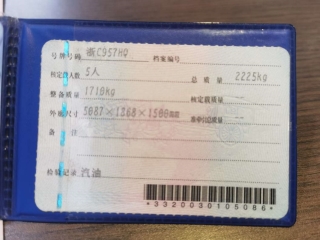 号牌号码 浙C957HQ 档案编号
核定载人数 5人 总质量 2225kg
整备质量 1710kg 核定载质量
外廓尺寸 5087×1868×1500mm 准牵引总质量
备注
检验记录 汽油
*3320030105086*